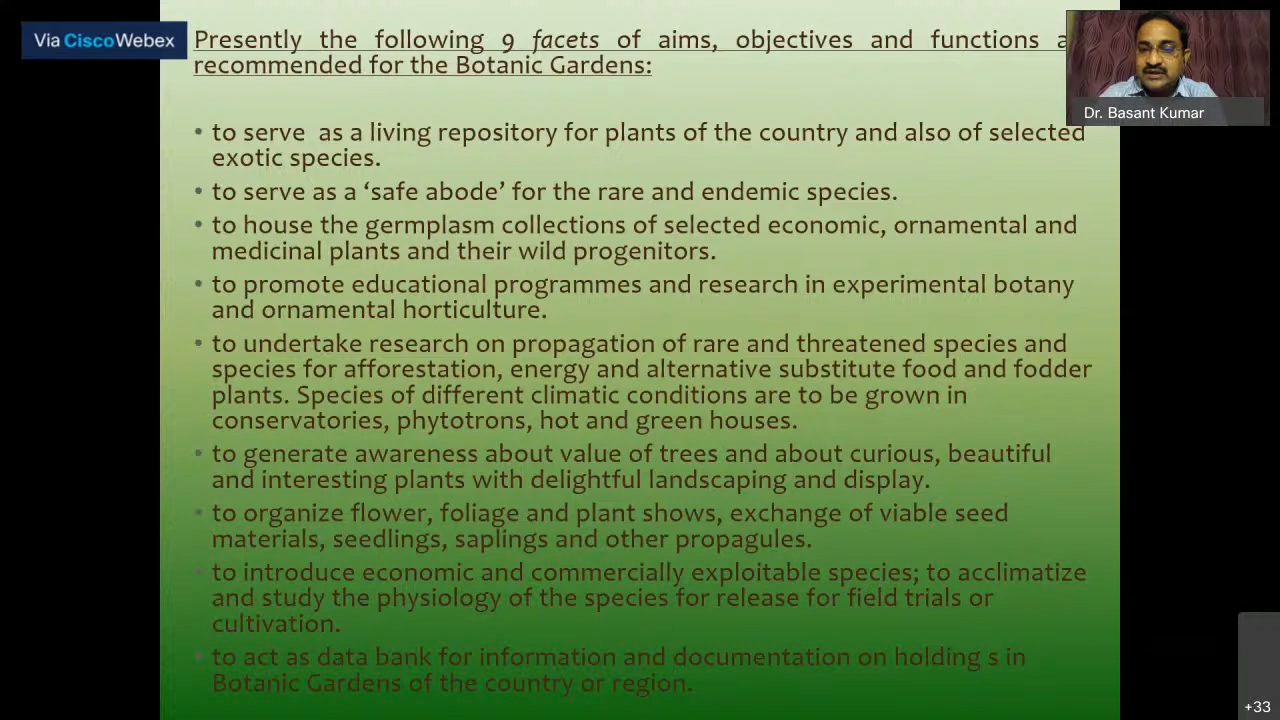 Via CiscoWebex
Presently the following 9 facets of aims, objectives and functions a
recommended for the Botanic Gardens:
Dr. Basant Kumar
• to serve as a living repository for plants of the country and also of selected
exotic species.
• to serve as a ‘safe abode’ for the rare and endemic species.
• to house the germplasm collections of selected economic, ornamental and
medicinal plants and their wild progenitors.
• to promote educational programmes and research in experimental botany
and ornamental horticulture.
• to undertake research on propagation of rare and threatened species and
species for afforestation, energy and alternative substitute food and fodder
plants. Species of different climatic conditions are to be grown in
conservatories, phytotrons, hot and green houses.
• to generate awareness about value of trees and about curious, beautiful
and interesting plants with delightful landscaping and display.
• to organize flower, foliage and plant shows, exchange of viable seed
materials, seedlings, saplings and other propagules.
• to introduce economic and commercially exploitable species; to acclimatize
and study the physiology of the species for release for field trials or
cultivation.
• to act as data bank for information and documentation on holding s in
Botanic Gardens of the country or region.
+33